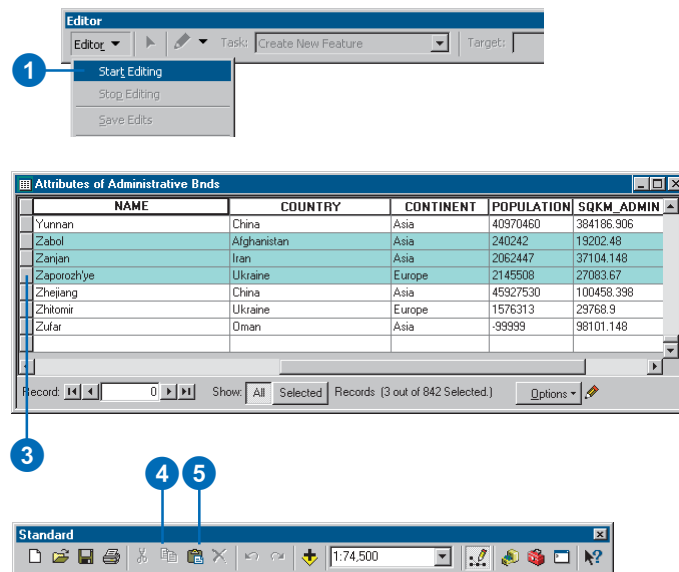 Editor
Editor Task: Create New Feature Target:
1
Start Editing
Stop Editing
Save Edits
Attributes of Administrative Bnds
NAME COUNTRY CONTINENT POPULATION SQKM_ADMIN
Yunnan China Asia 40970460 384186.906
Zabol Afghanistan Asia 240242 19202.48
Zanjan Iran Asia 2062447 37104.148
Zaporozh'ye Ukraine Europe 2145508 27083.67
Zhejiang China Asia 45927530 100458.398
Zhitomir Ukraine Europe 1576313 29768.9
Zufar Oman Asia -99999 98101.148
Record: 0 Show: All Selected Records (3 out of 842 Selected.) Options
3
4 5
Standard
1:74,500